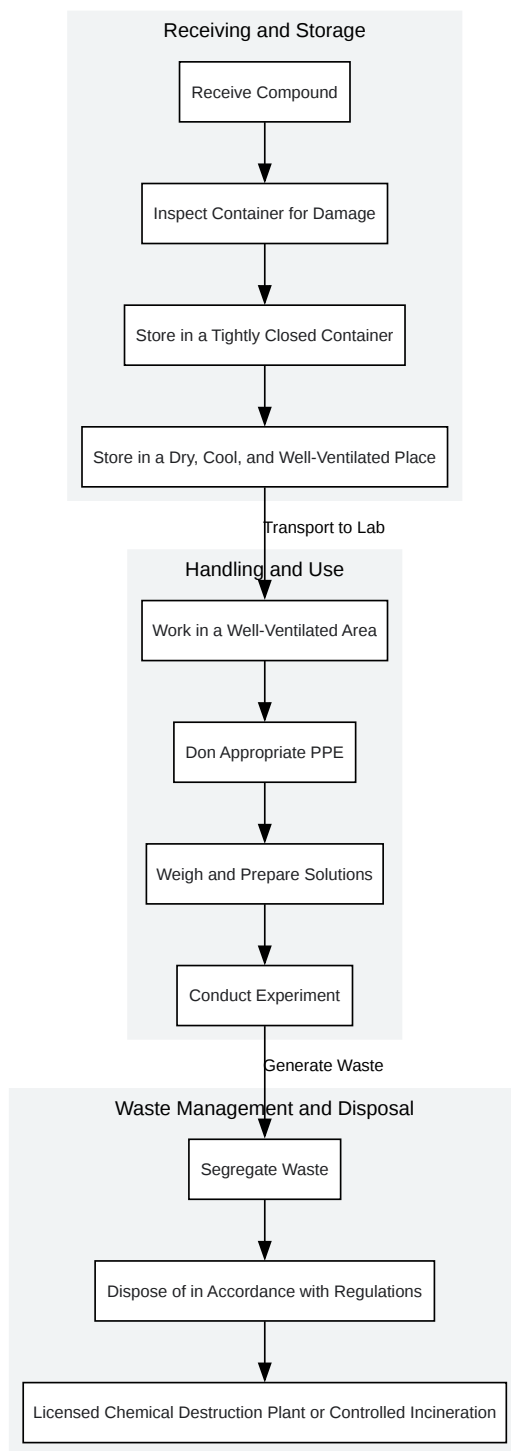 Receiving and Storage
Receive Compound
Inspect Container for Damage
Store in a Tightly Closed Container
Store in a Dry, Cool, and Well-Ventilated Place
Transport to Lab
Handling and Use
Work in a Well-Ventilated Area
Don Appropriate PPE
Weigh and Prepare Solutions
Conduct Experiment
Generate Waste
Waste Management and Disposal
Segregate Waste
Dispose of in Accordance with Regulations
Licensed Chemical Destruction Plant or Controlled Incineration